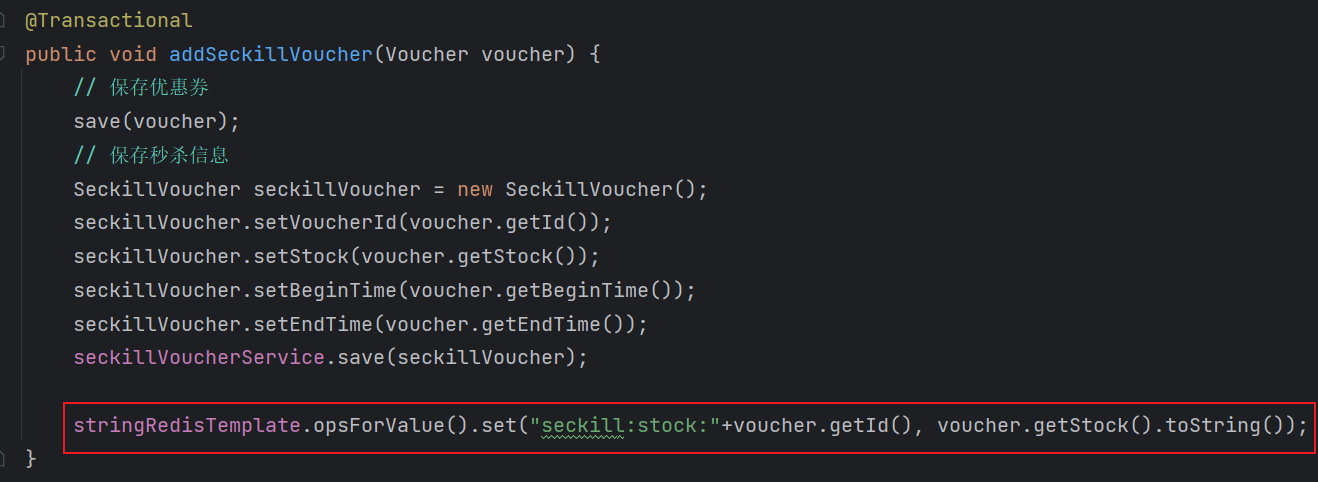 @Transactional
public void addSeckillVoucher(Voucher voucher) {
// 保存优惠券
save(voucher);
// 保存秒杀信息
SeckillVoucher seckillVoucher = new SeckillVoucher();
seckillVoucher.setVoucherId(voucher.getId());
seckillVoucher.setStock(voucher.getStock());
seckillVoucher.setBeginTime(voucher.getBeginTime());
seckillVoucher.setEndTime(voucher.getEndTime());
seckillVoucherService.save(seckillVoucher);
stringRedisTemplate.opsForValue().set("seckill:stock:"+voucher.getId(), voucher.getStock().toString());
}